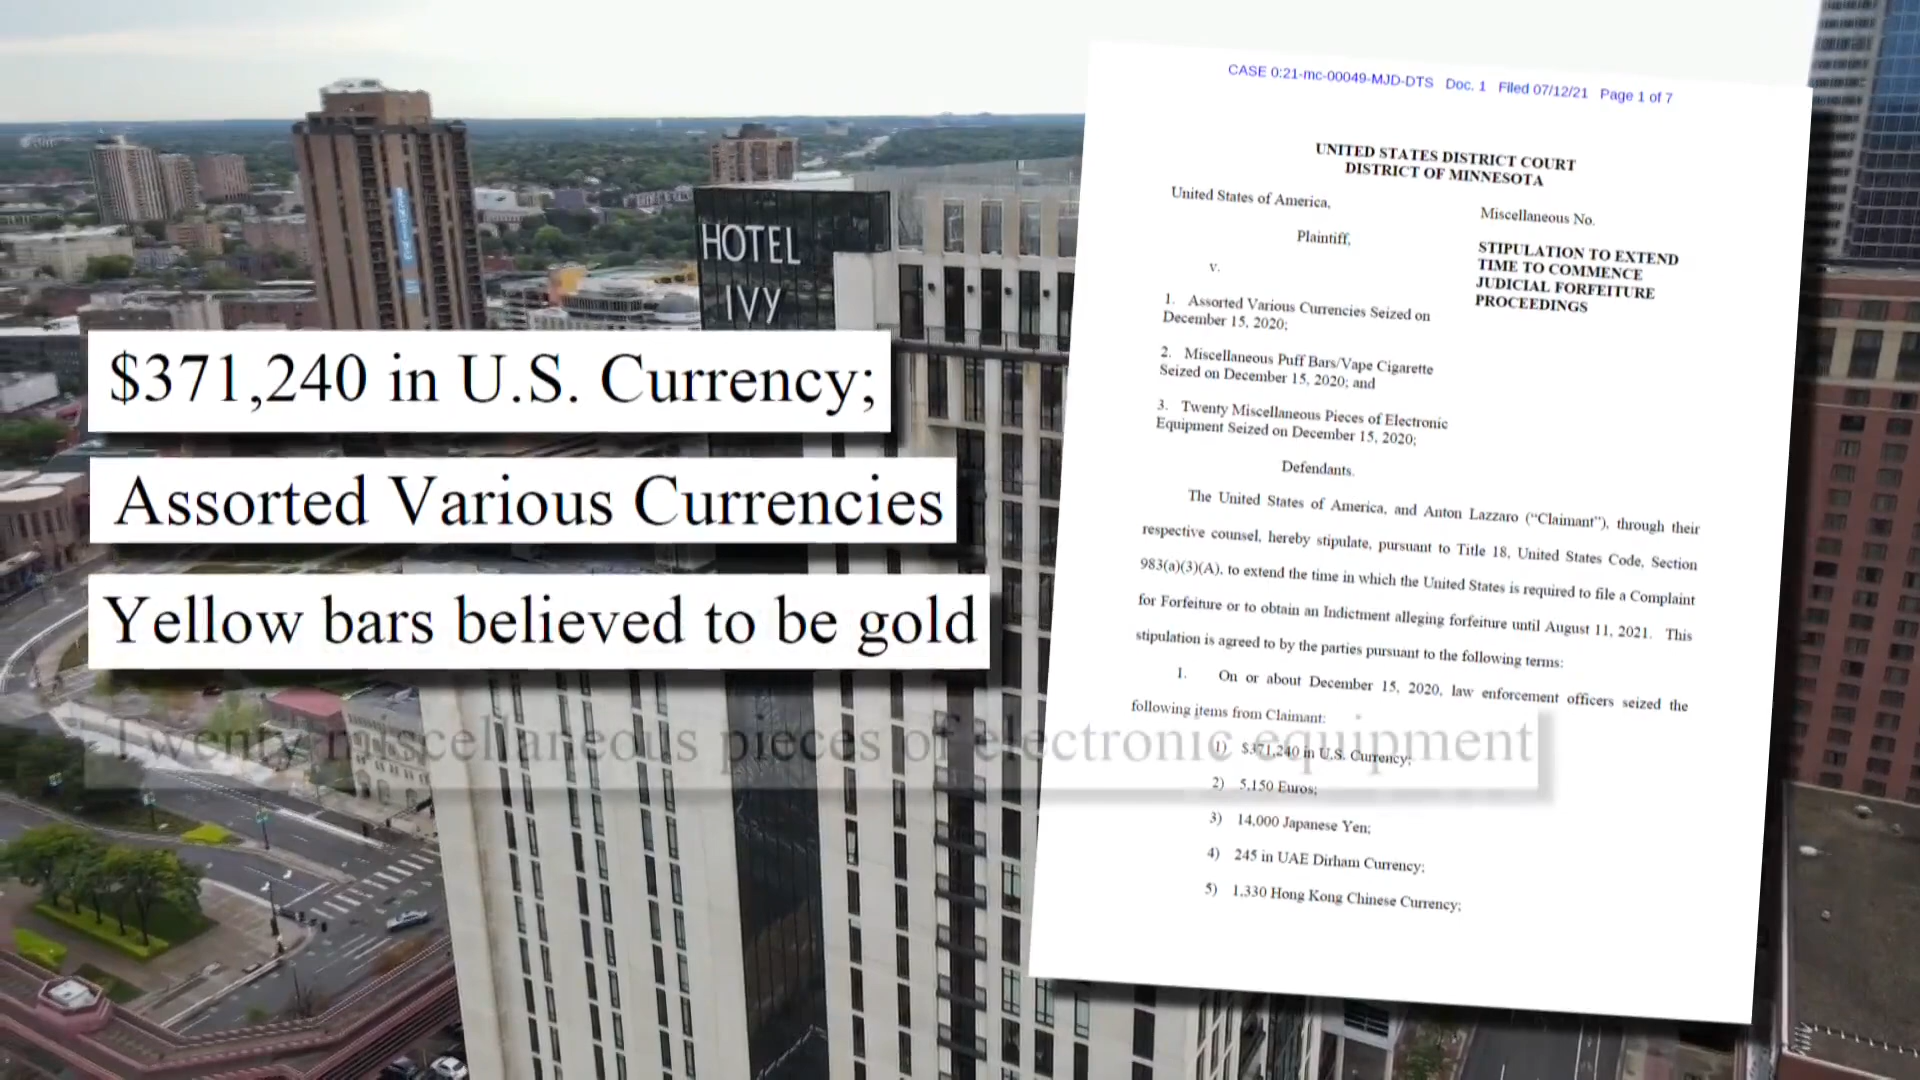 HOTEL
IVY
$371,240 in U.S. Currency;
Assorted Various Currencies
Yellow bars believed to be gold
Twenty miscellaneous pieces of electronic equipment
CASE 0:21-mc-00049-MJD-DTS Doc. 1 Filed 07/12/21 Page 1 of 7
UNITED STATES DISTRICT COURT
DISTRICT OF MINNESOTA
United States of America,
Plaintiff,
v.
1. Assorted Various Currencies Seized on
December 15, 2020;
2. Miscellaneous Puff Bars/Vape Cigarette
Seized on December 15, 2020; and
3. Twenty Miscellaneous Pieces of Electronic
Equipment Seized on December 15, 2020;
Defendants.
Miscellaneous No.
STIPULATION TO EXTEND
TIME TO COMMENCE
JUDICIAL FORFEITURE
PROCEEDINGS
The United States of America, and Anton Lazzaro (“Claimant”), through their
respective counsel, hereby stipulate, pursuant to Title 18, United States Code, Section
983(a)(3)(A), to extend the time in which the United States is required to file a Complaint
for Forfeiture or to obtain an Indictment alleging forfeiture until August 11, 2021. This
stipulation is agreed to by the parties pursuant to the following terms:
1. On or about December 15, 2020, law enforcement officers seized the
following items from Claimant:
1) $371,240 in U.S. Currency;
2) 5,150 Euros;
3) 14,000 Japanese Yen;
4) 245 in UAE Dirham Currency;
5) 1,330 Hong Kong Chinese Currency;